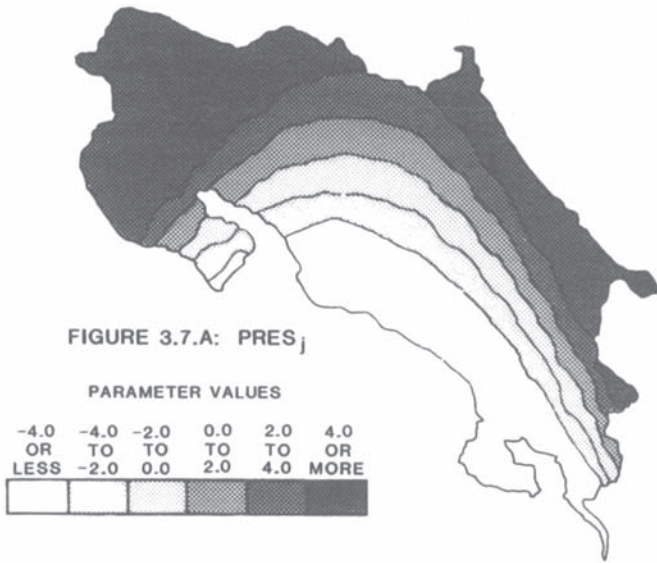 FIGURE 3.7.A: PRES j
PARAMETER VALUES
-4.0 -4.0 -2.0 0.0 2.0 4.0
OR TO TO TO TO OR
LESS -2.0 0.0 2.0 4.0 MORE